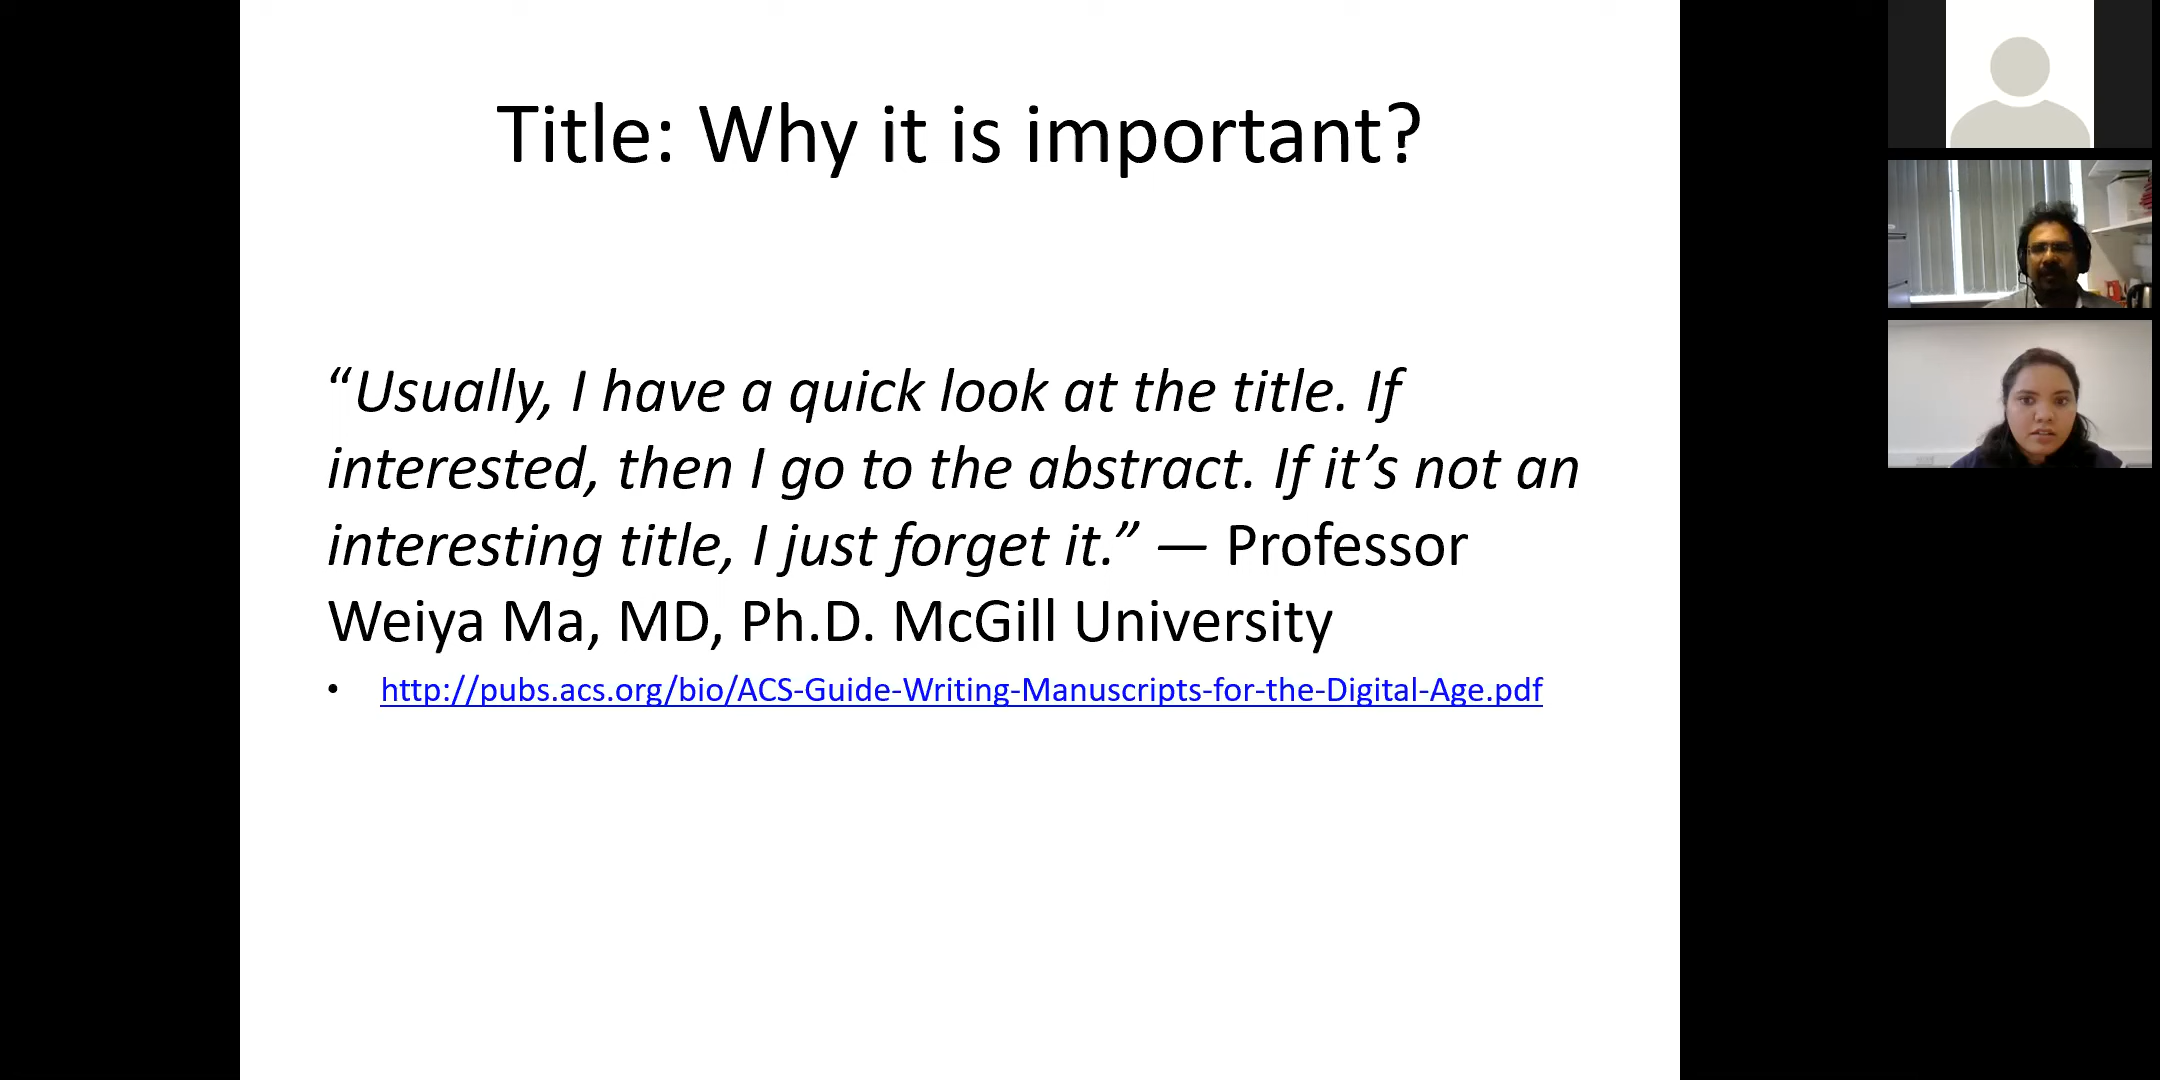 Title: Why it is important?
“Usually, I have a quick look at the title. If
interested, then I go to the abstract. If it’s not an
interesting title, I just forget it.” — Professor
Weiya Ma, MD, Ph.D. McGill University
• http://pubs.acs.org/bio/ACS-Guide-Writing-Manuscripts-for-the-Digital-Age.pdf